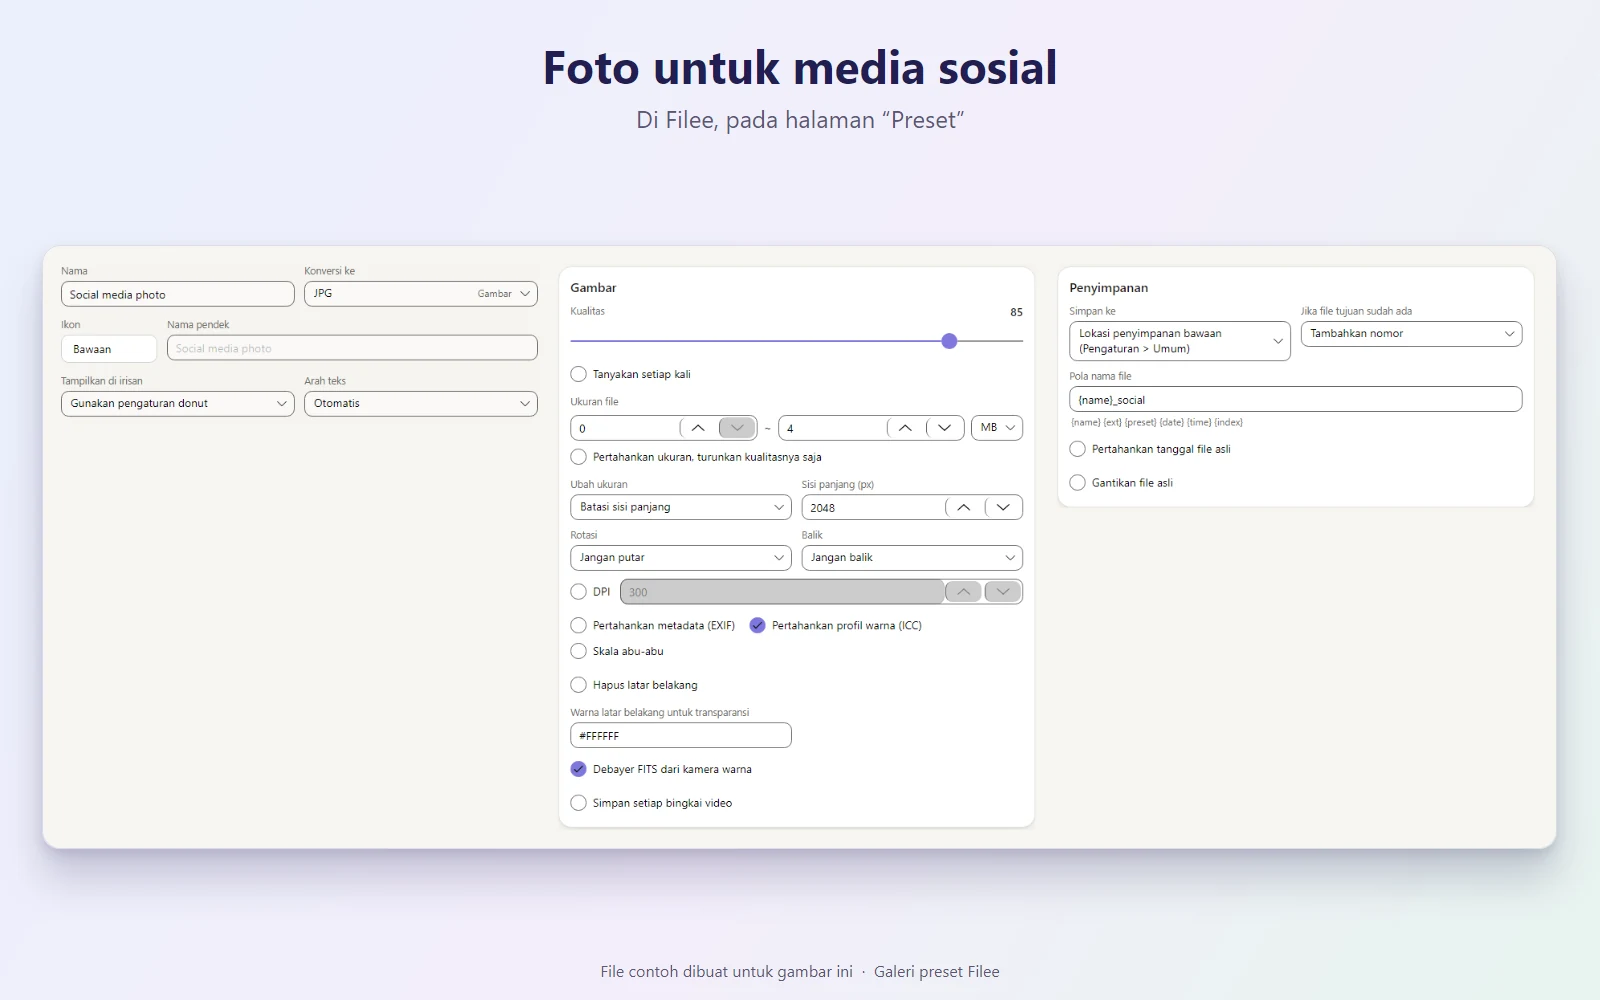 Foto untuk media sosial
Di Filee, pada halaman “Preset”
Nama
Konversi ke
Social media photo
JPG
Gambar
Ikon
Nama pendek
Bawaan
Social media photo
Tampilkan di irisan
Arah teks
Gunakan pengaturan donut
Otomatis
Gambar
Kualitas
85
Tanyakan setiap kali
Ukuran file
0
~
4
MB
Pertahankan ukuran, turunkan kualitasnya saja
Ubah ukuran
Sisi panjang (px)
Batasi sisi panjang
2048
Rotasi
Balik
Jangan putar
Jangan balik
DPI
300
Pertahankan metadata (EXIF)
Pertahankan profil warna (ICC)
Skala abu-abu
Hapus latar belakang
Warna latar belakang untuk transparansi
#FFFFFF
Debayer FITS dari kamera warna
Simpan setiap bingkai video
Penyimpanan
Simpan ke
Jika file tujuan sudah ada
Lokasi penyimpanan bawaan
(Pengaturan > Umum)
Tambahkan nomor
Pola nama file
{name}_social
{name} {ext} {preset} {date} {time} {index}
Pertahankan tanggal file asli
Gantikan file asli
File contoh dibuat untuk gambar ini · Galeri preset Filee